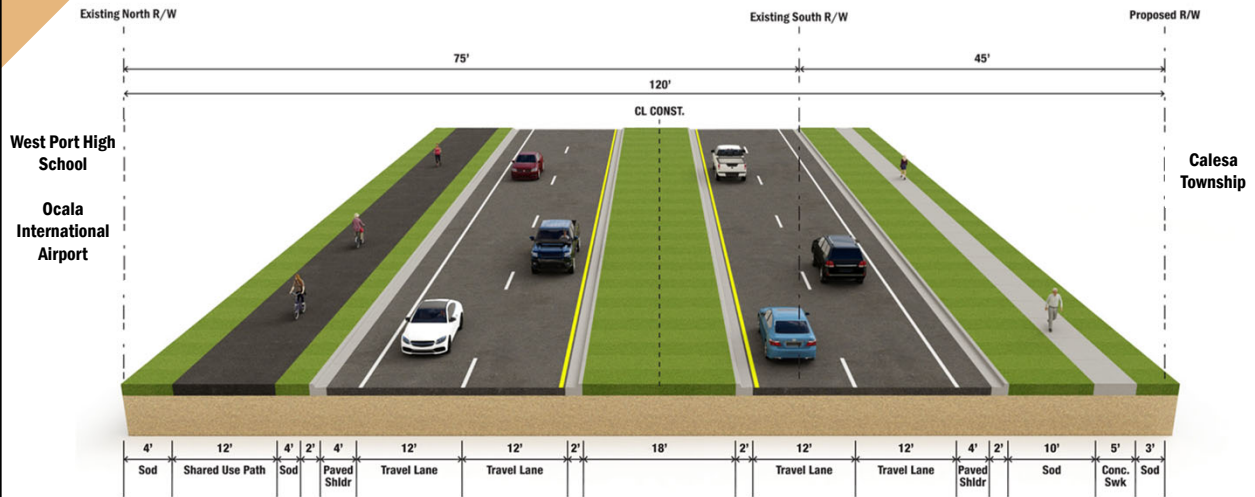 Existing North R/W
Existing South R/W
Proposed R/W
75'
45'
120'
CL CONST.
West Port High
School
Ocala
International
Airport
Calesa
Township
4'
12'
4'
2'
4'
12'
12'
2'
18'
2'
12'
12'
4'
2'
10'
5'
3'
Sod
Shared Use Path
Sod
Paved
Shldr
Travel Lane
Travel Lane
Travel Lane
Travel Lane
Paved
Shldr
Sod
Conc.
Swk
Sod